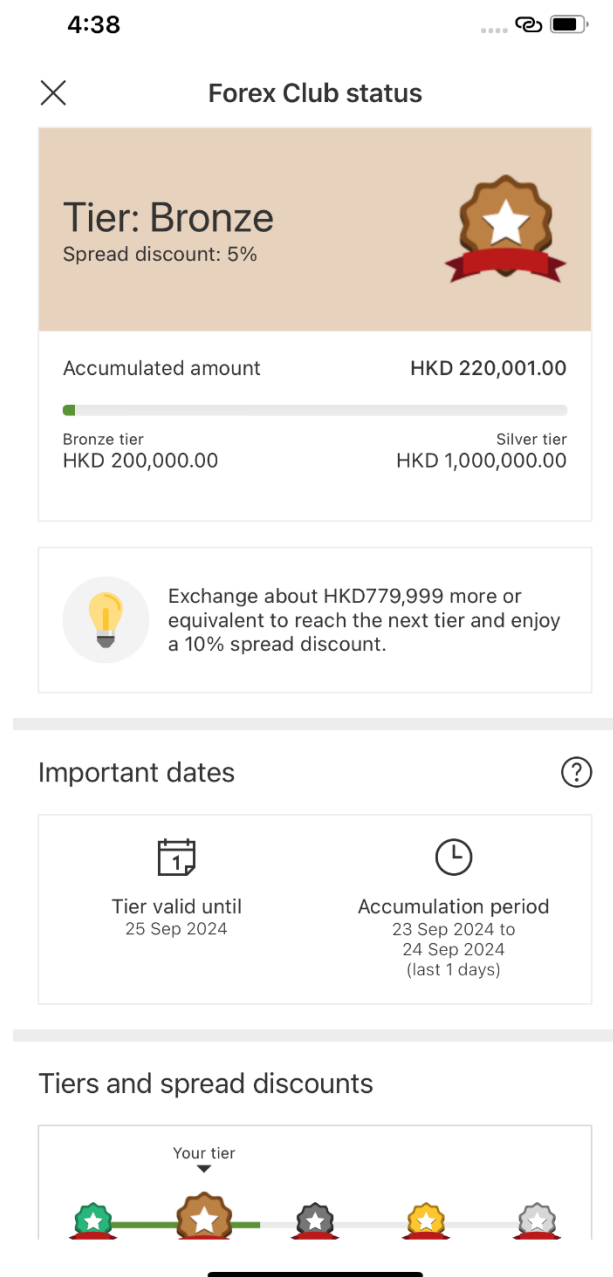 4:38
Forex Club status
Tier: Bronze
Spread discount: 5%
Accumulated amount
HKD 220,001.00
Bronze tier
Silver tier
HKD 200,000.00
HKD 1,000,000.00
Exchange about HKD779,999 more or
equivalent to reach the next tier and enjoy
a 10% spread discount.
Important dates
?
1
Tier valid until
25 Sep 2024
Accumulation period
23 Sep 2024 to
24 Sep 2024
(last 1 days)
Tiers and spread discounts
Your tier